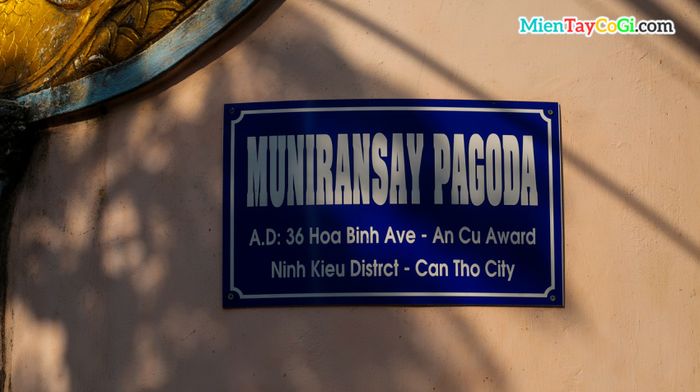 MienTayCoGi.com
MUNIRANSAY PAGODA
A.D: 36 Hoa Binh Ave - An Cu Award
Ninh Kieu Distrct - Can Tho City